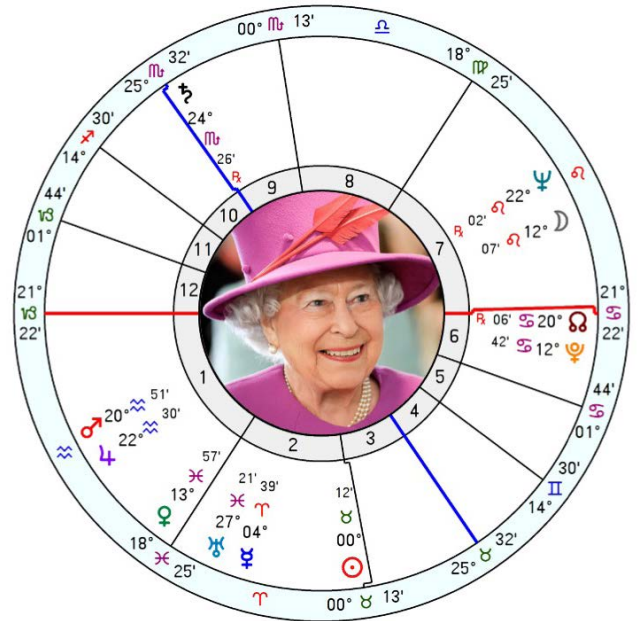 00° ♏ 13'
♎
18° ♍ 25'
25° ♏ 32'
♄ 24° ♏ 26' ℞
30' ♐ 14°
44' ♑ 01°
21° ♑ 22'
♒
18° ♓ 25'
♈
00° ♉ 13'
25° ♉ 32'
30' ♊ 14°
44' ♋ 01°
21° ♋ 22'
♌
♆ 22° ♌ 02' ℞
☽ 12° ♌ 07'
℞ 06' ♋ 20° ☊
42' ♋ 12° ♇
♂ 20° ♒ 51'
♃ 22° ♒ 30'
♀ 13° ♓ 57'
♅ 27° ♓ 21'
☿ 04° ♈ 39'
☉ 00° ♉ 12'
1
2
3
4
5
6
7
8
9
10
11
12